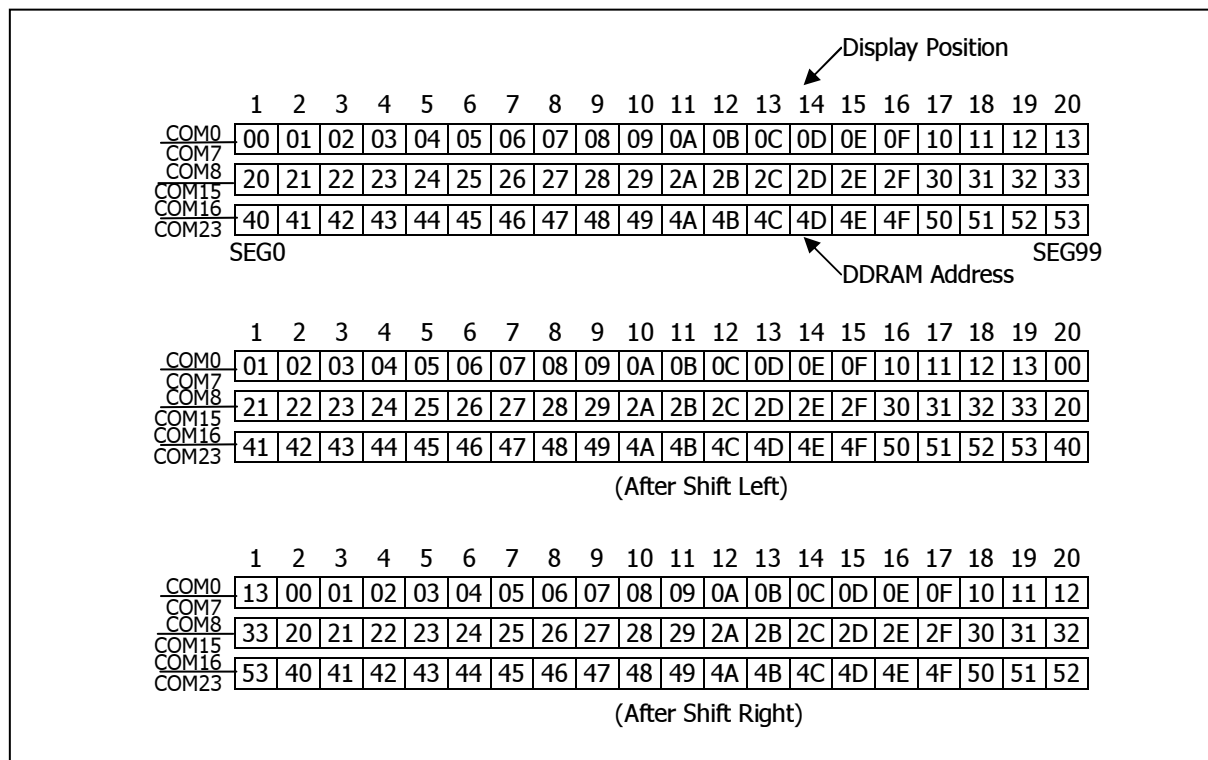 Display Position
1 2 3 4 5 6 7 8 9 10 11 12 13 14 15 16 17 18 19 20
COM0
COM7
00 01 02 03 04 05 06 07 08 09 0A 0B 0C 0D 0E 0F 10 11 12 13
COM8
COM15
20 21 22 23 24 25 26 27 28 29 2A 2B 2C 2D 2E 2F 30 31 32 33
COM16
COM23
40 41 42 43 44 45 46 47 48 49 4A 4B 4C 4D 4E 4F 50 51 52 53
SEG0 SEG99
DDRAM Address
1 2 3 4 5 6 7 8 9 10 11 12 13 14 15 16 17 18 19 20
COM0
COM7
01 02 03 04 05 06 07 08 09 0A 0B 0C 0D 0E 0F 10 11 12 13 00
COM8
COM15
21 22 23 24 25 26 27 28 29 2A 2B 2C 2D 2E 2F 30 31 32 33 20
COM16
COM23
41 42 43 44 45 46 47 48 49 4A 4B 4C 4D 4E 4F 50 51 52 53 40
(After Shift Left)
1 2 3 4 5 6 7 8 9 10 11 12 13 14 15 16 17 18 19 20
COM0
COM7
13 00 01 02 03 04 05 06 07 08 09 0A 0B 0C 0D 0E 0F 10 11 12
COM8
COM15
33 20 21 22 23 24 25 26 27 28 29 2A 2B 2C 2D 2E 2F 30 31 32
COM16
COM23
53 40 41 42 43 44 45 46 47 48 49 4A 4B 4C 4D 4E 4F 50 51 52
(After Shift Right)